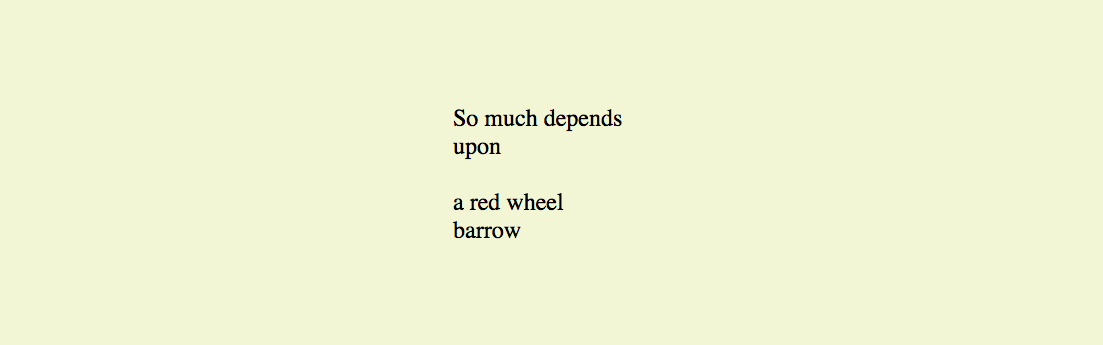 So much depends
upon
a red wheel
barrow